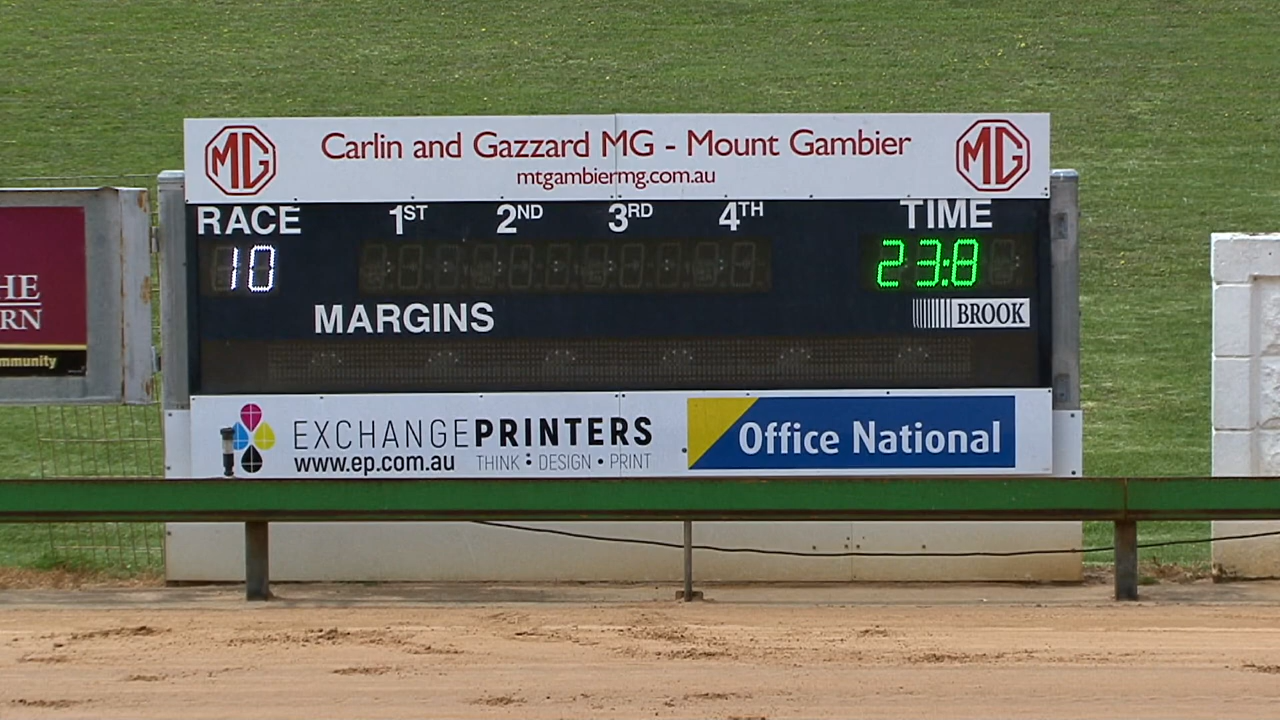 MG Carlin and Gazzard MG - Mount Gambier MG
mtgambiermg.com.au
RACE 1ST 2ND 3RD 4TH TIME
10 23:8
MARGINS BROOK
HE
RN
mmunity
EXCHANGEPRINTERS
www.ep.com.au THINK : DESIGN • PRINT
Office National